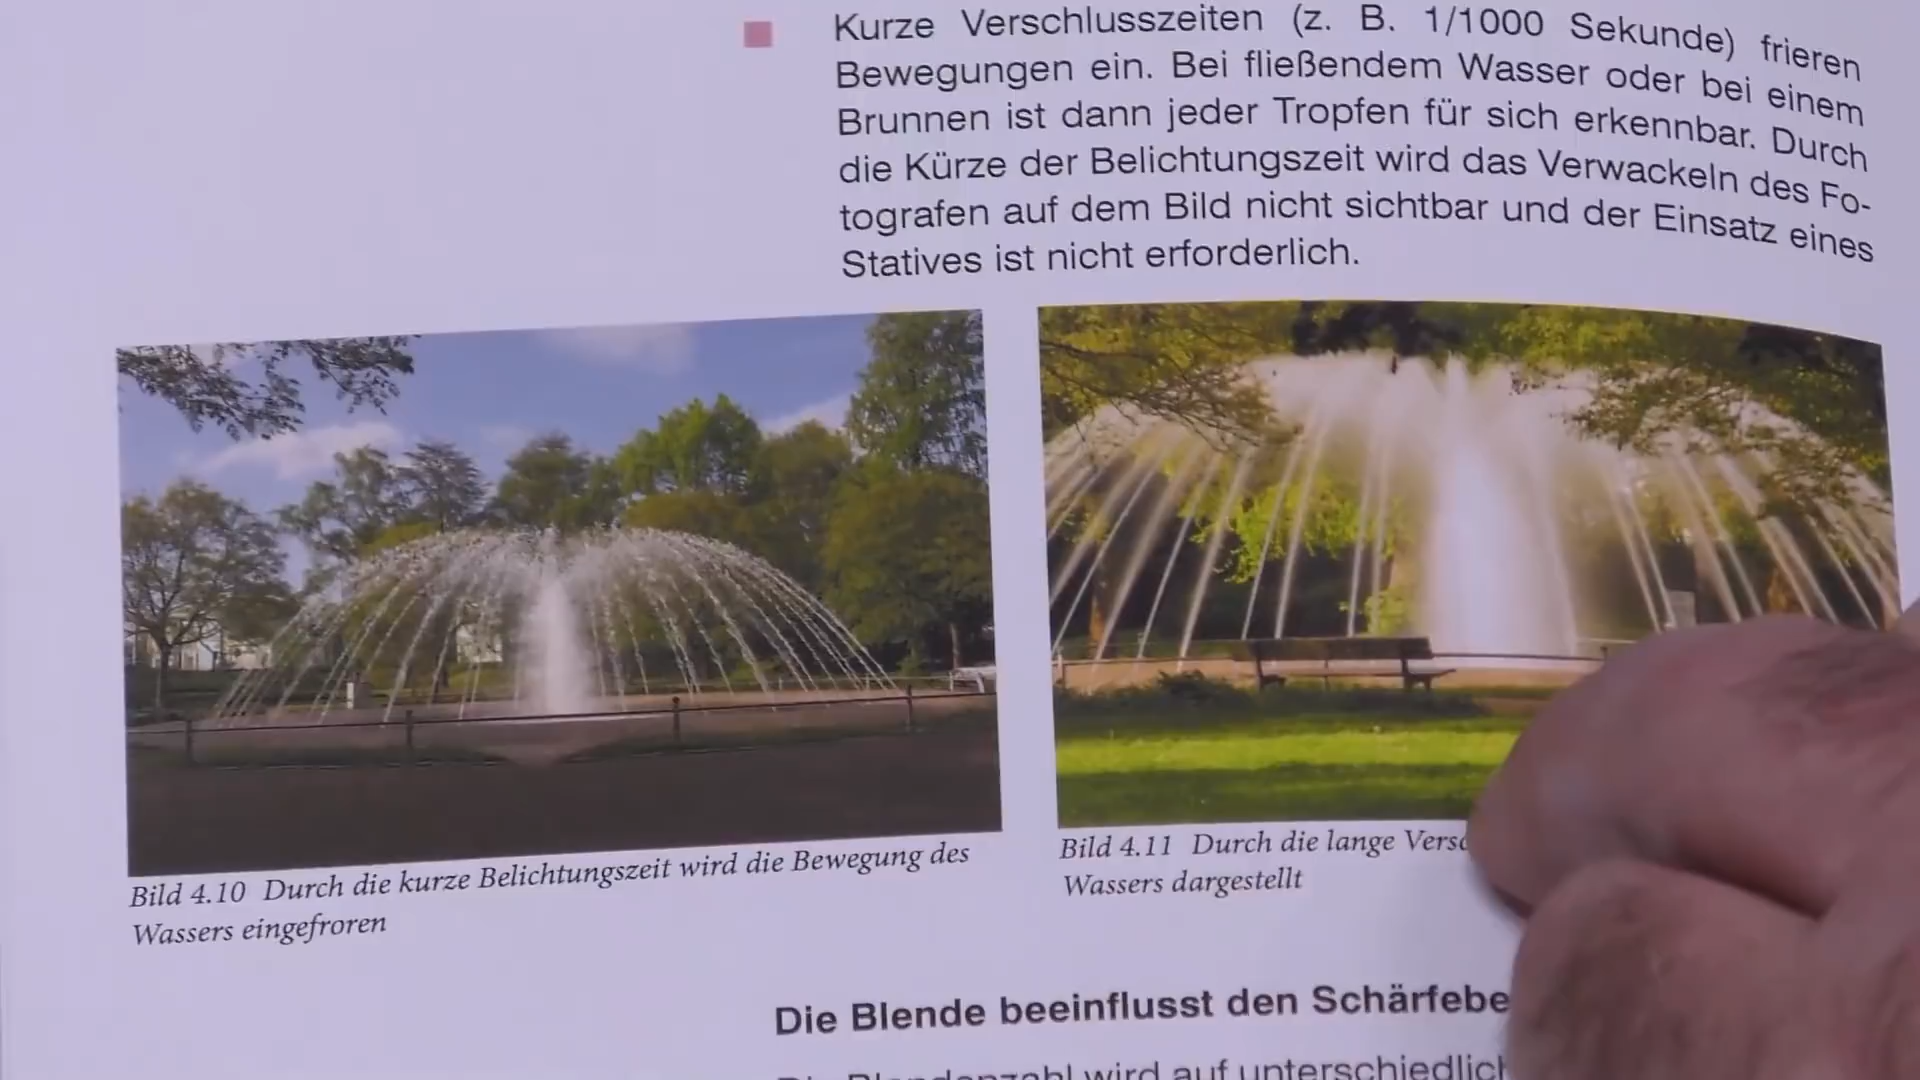 Kurze Verschlusszeiten (z. B. 1/1000 Sekunde) frieren
Bewegungen ein. Bei fließendem Wasser oder bei einem
Brunnen ist dann jeder Tropfen für sich erkennbar. Durch
die Kürze der Belichtungszeit wird das Verwackeln des Fo-
tografen auf dem Bild nicht sichtbar und der Einsatz eines
Statives ist nicht erforderlich.
Bild 4.10 Durch die kurze Belichtungszeit wird die Bewegung des
Wassers eingefroren
Bild 4.11 Durch die lange
Wassers dargestellt
Die Blende beeinflusst den
wird auf